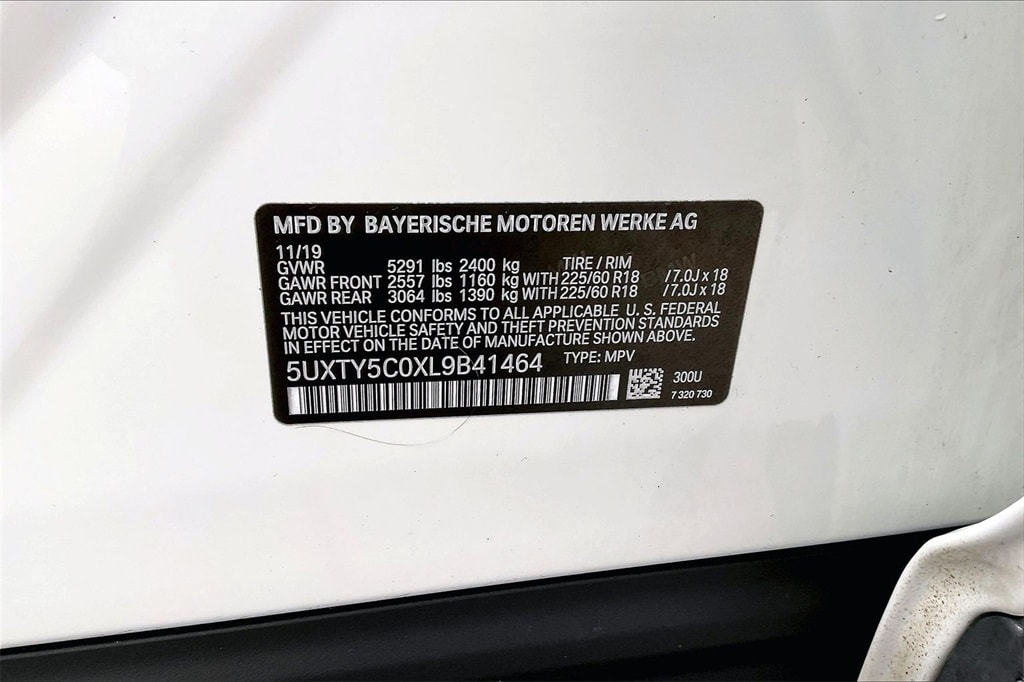 MFD BY BAYERISCHE MOTOREN WERKE AG
11/19
GVWR 5291 lbs 2400 kg TIRE / RIM
GAWR FRONT 2557 lbs 1160 kg WITH 225/60 R18 / 7.0J x 18
GAWR REAR 3064 lbs 1390 kg WITH 225/60 R18 / 7.0J x 18
THIS VEHICLE CONFORMS TO ALL APPLICABLE U. S. FEDERAL
MOTOR VEHICLE SAFETY AND THEFT PREVENTION STANDARDS
IN EFFECT ON THE DATE OF MANUFACTURE SHOWN ABOVE.
5UXTY5C0XL9B41464 TYPE: MPV
300U
7 320 730